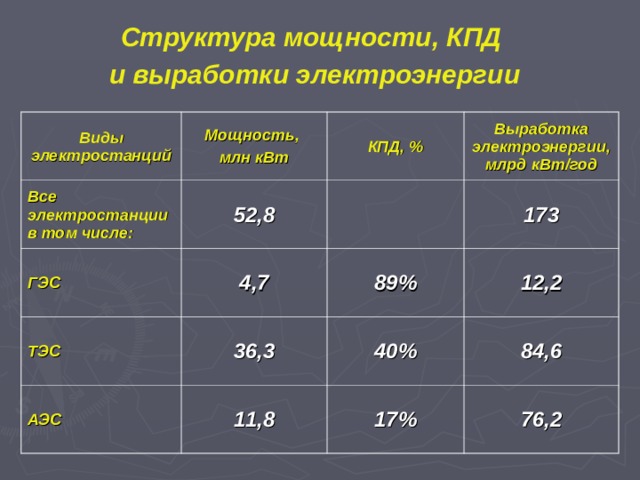 Структура мощности, КПД
и выработки электроэнергии
Виды
электростанций
Мощность,
млн кВт
КПД, %
Выработка
электроэнергии,
млрд кВт/год
Все
электростанции
в том числе:
52,8
173
ГЭС
4,7
89%
12,2
ТЭС
36,3
40%
84,6
АЭС
11,8
17%
76,2